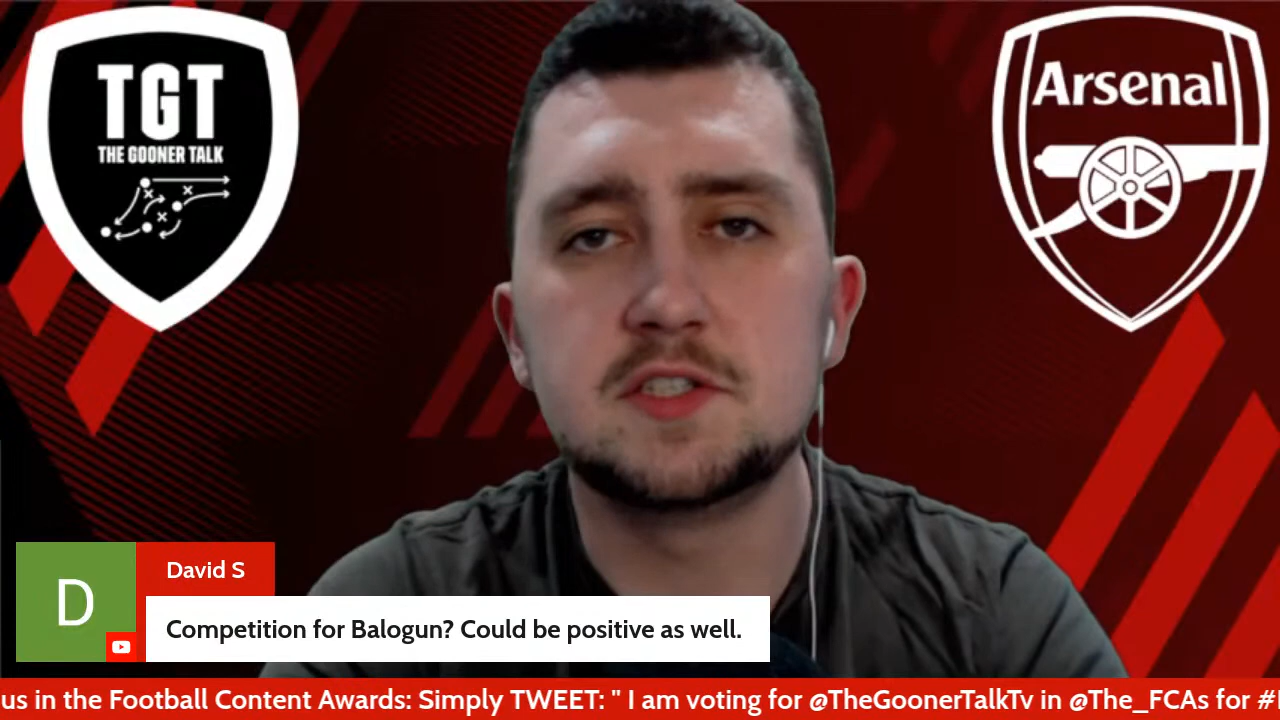 TGT
THE GOONER TALK
Arsenal
D
David S
Competition for Balogun? Could be positive as well.
us in the Football Content Awards: Simply TWEET: " I am voting for @TheGoonerTalkTv in @The_FCAs for #